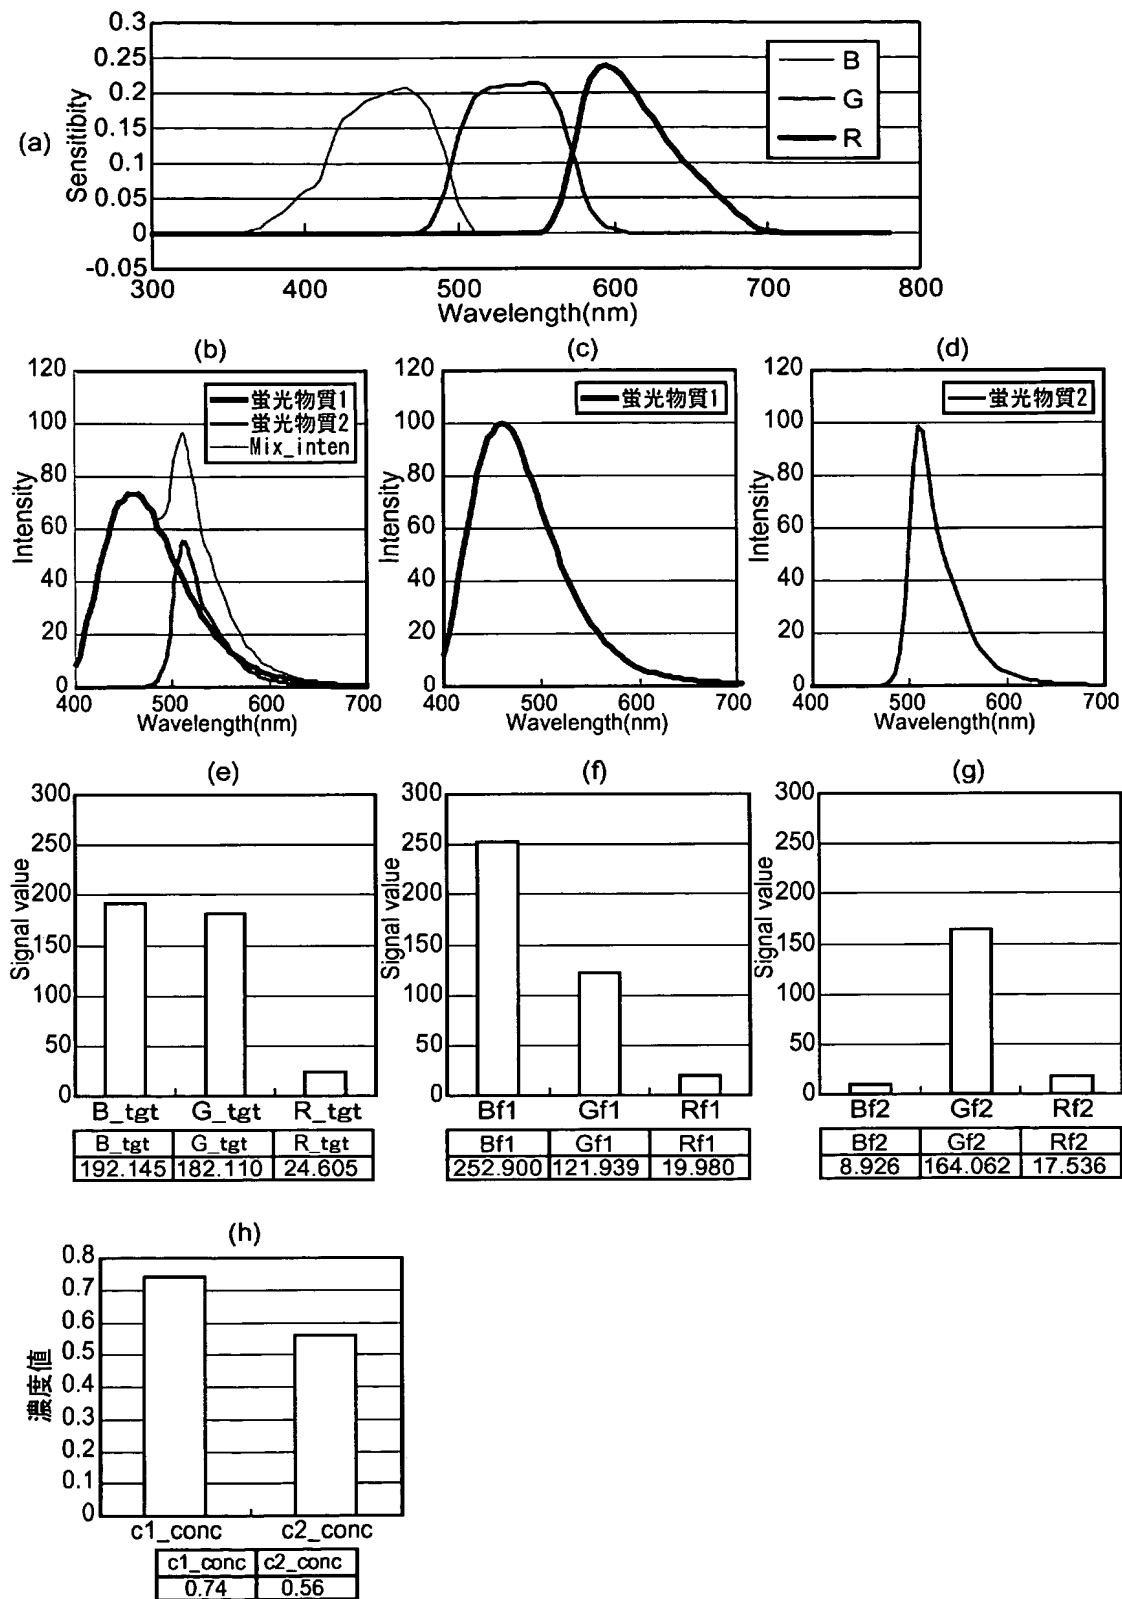 (a)
Sensitibity
0.3
0.25
0.2
0.15
0.1
0.05
0
-0.05
300 400 500 600 700 800
Wavelength(nm)
B
G
R
(b)
Intensity
120
100
80
60
40
20
0
400 500 600 700
Wavelength(nm)
蛍光物質1
蛍光物質2
Mix_inten
(c)
Intensity
120
100
80
60
40
20
0
400 500 600 700
Wavelength(nm)
蛍光物質1
(d)
Intensity
120
100
80
60
40
20
0
400 500 600 700
Wavelength(nm)
蛍光物質2
(e)
Signal value
300
250
200
150
100
50
0
B_tgt G_tgt R_tgt
B_tgt G_tgt R_tgt
192.145 182.110 24.605
(f)
Signal value
300
250
200
150
100
50
0
Bf1 Gf1 Rf1
Bf1 Gf1 Rf1
252.900 121.939 19.980
(g)
Signal value
300
250
200
150
100
50
0
Bf2 Gf2 Rf2
Bf2 Gf2 Rf2
8.926 164.062 17.536
(h)
濃度値
0.8
0.7
0.6
0.5
0.4
0.3
0.2
0.1
0
c1_conc c2_conc
c1_conc c2_conc
0.74 0.56